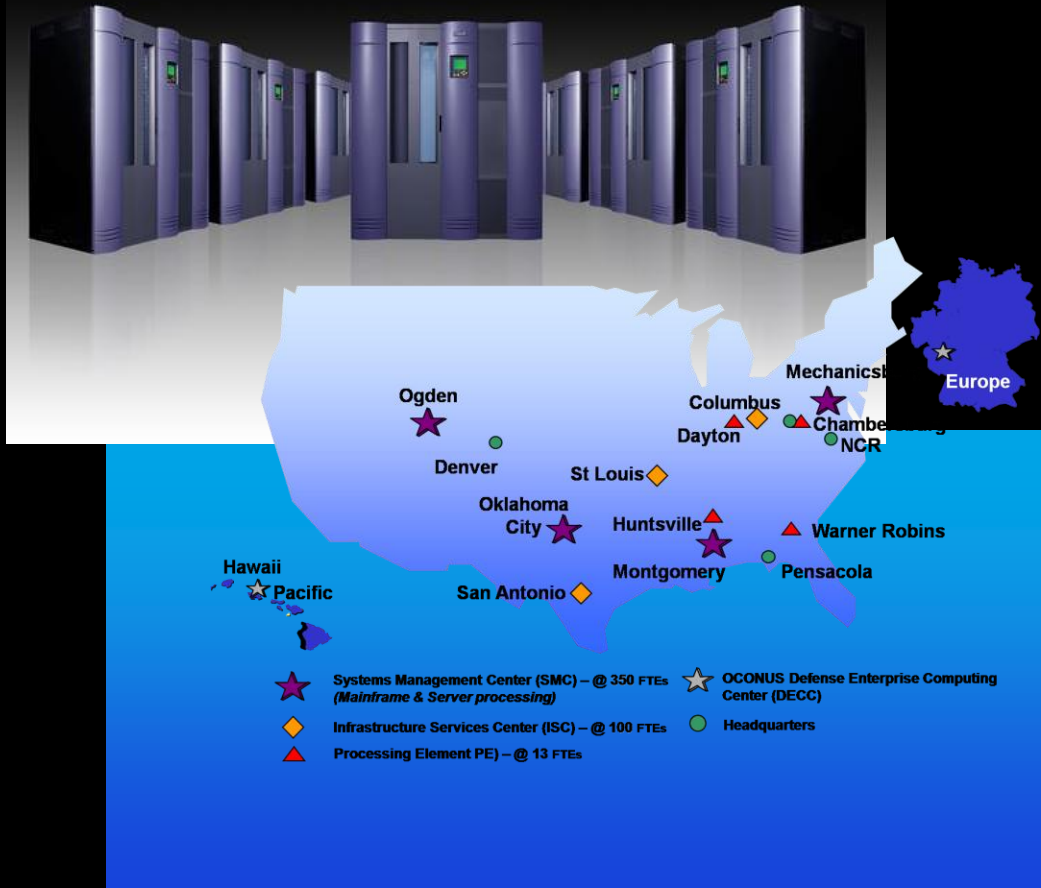 Mechanicsb
Ogden
Columbus
Europe
Chambersburg
Dayton
NCR
Denver
St Louis
Oklahoma
City
Huntsville
Warner Robins
Hawaii
Montgomery
Pensacola
Pacific
San Antonio
Systems Management Center (SMC) – @ 350 FTEs
(Mainframe & Server processing)
OCONUS Defense Enterprise Computing
Center (DECC)
Infrastructure Services Center (ISC) – @ 100 FTEs
Headquarters
Processing Element PE) – @ 13 FTEs